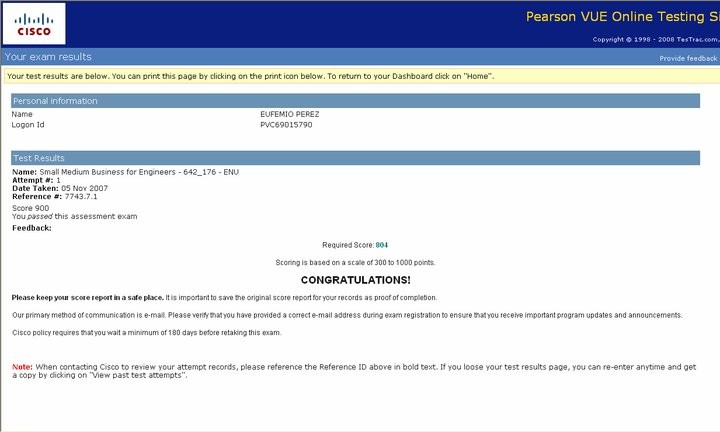 CISCO
Pearson VUE Online Testing Si
Copyright © 1998 - 2008 TesTrac.com,
Your exam results
Provide feedback
Your test results are below. You can print this page by clicking on the print icon below. To return to your Dashboard click on "Home".
Personal information
Name EUFEMIO PEREZ
Logon Id PVC69015790
Test Results
Name: Small Medium Business for Engineers - 642_176 - ENU
Attempt #: 1
Date Taken: 05 Nov 2007
Reference #: 7743.7.1
Score 900
You passed this assessment exam
Feedback:
Required Score: 804
Scoring is based on a scale of 300 to 1000 points.
CONGRATULATIONS!
Please keep your score report in a safe place. It is important to save the original score report for your records as proof of completion.
Our primary method of communication is e-mail. Please verify that you have provided a correct e-mail address during exam registration to ensure that you receive important program updates and announcements.
Cisco policy requires that you wait a minimum of 180 days before retaking this exam.
Note: When contacting Cisco to review your attempt records, please reference the Reference ID above in bold text. If you loose your test results page, you can re-enter anytime and get
a copy by clicking on "View past test attempts".